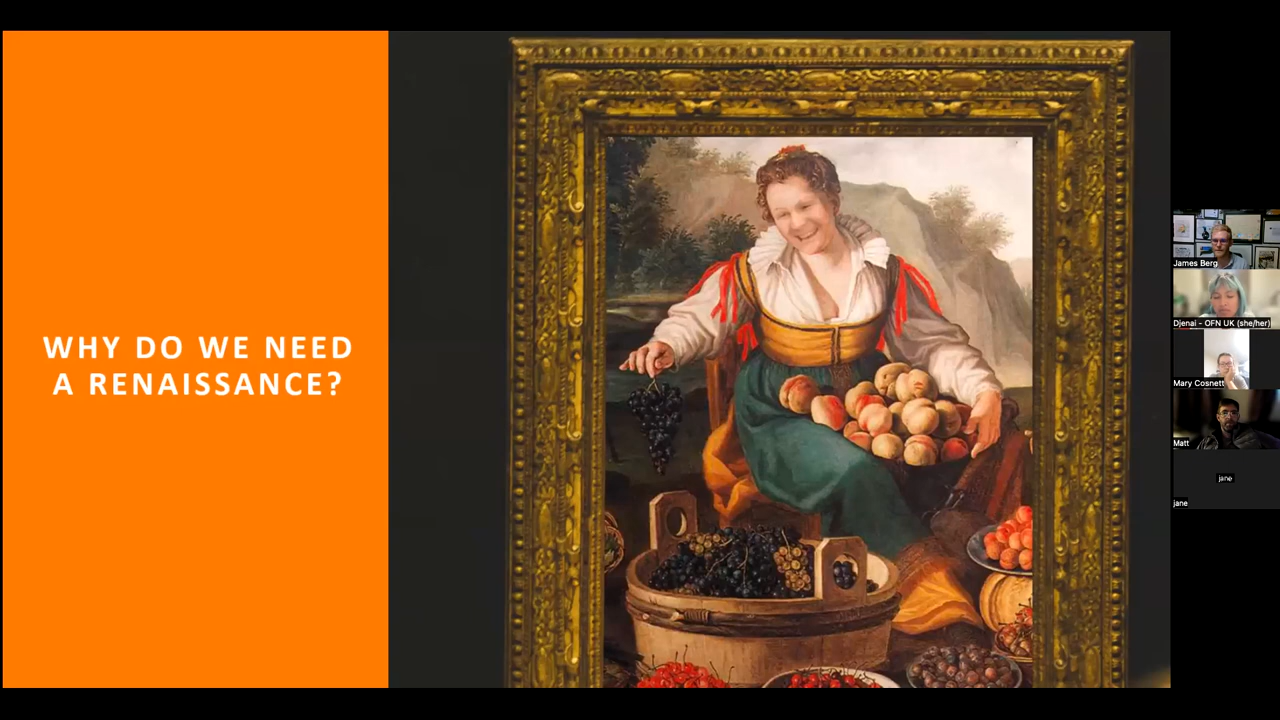 WHY DO WE NEED
A RENAISSANCE?
James Berg
Djenai - OFN UK (she/her)
Mary Cosnett
Matt
jane
jane